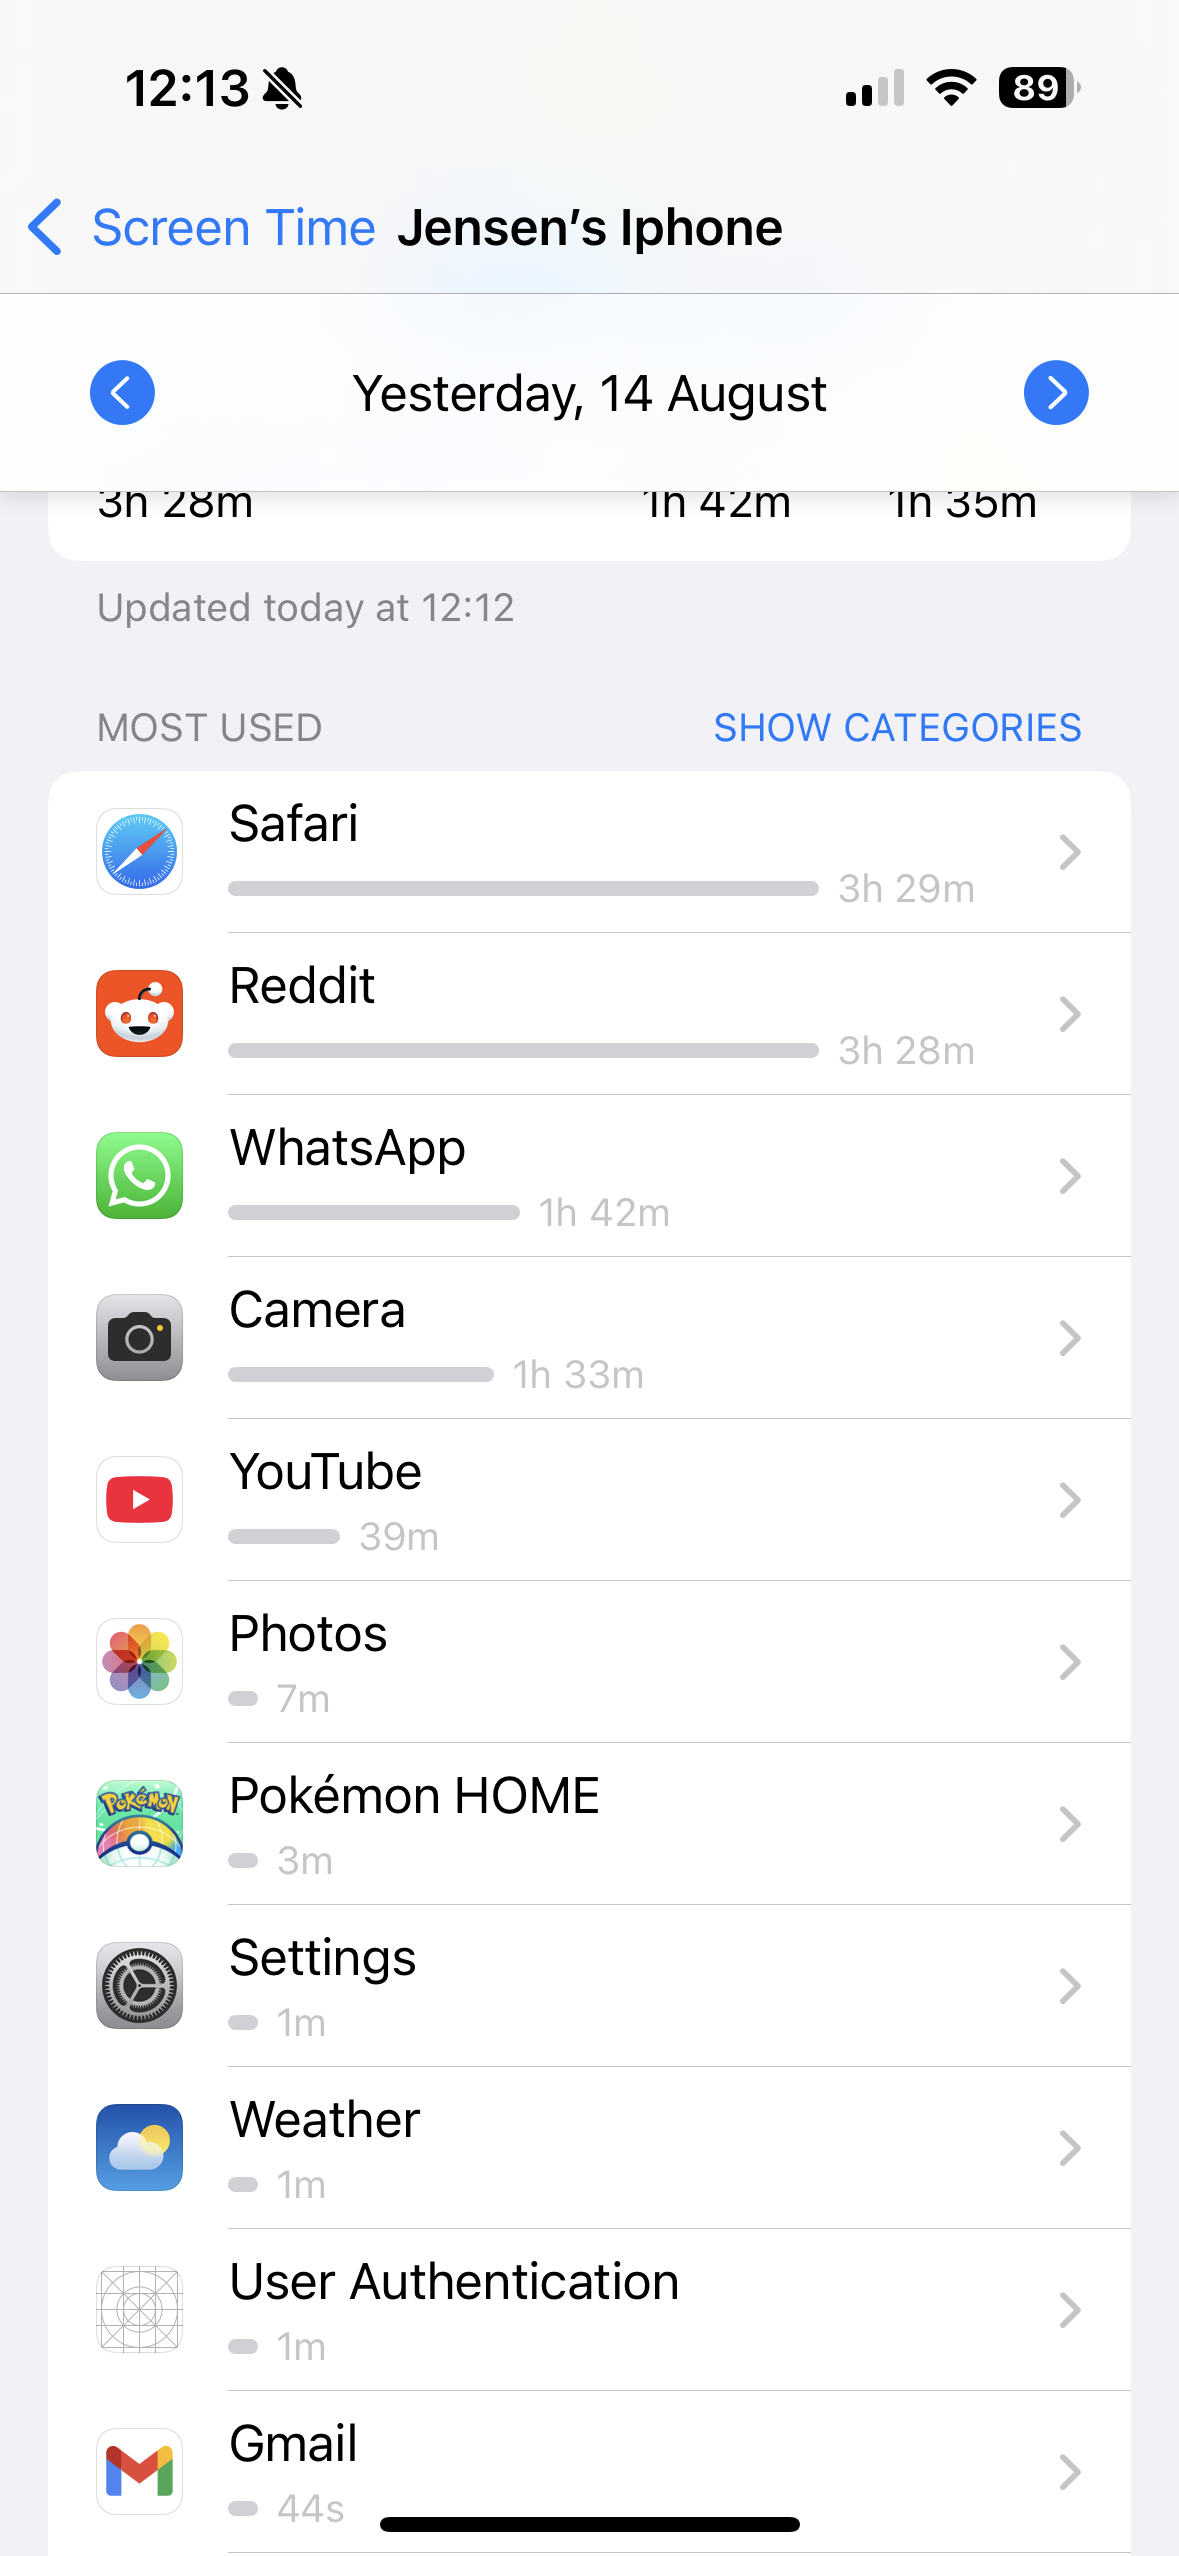 12:13
89
Screen Time Jensen's Iphone
Yesterday, 14 August
3h 28m 1h 42m 1h 35m
Updated today at 12:12
MOST USED SHOW CATEGORIES
Safari
3h 29m
Reddit
3h 28m
WhatsApp
1h 42m
Camera
1h 33m
YouTube
39m
Photos
7m
POKéMON
Pokémon HOME
3m
Settings
1m
Weather
1m
User Authentication
1m
Gmail
44s